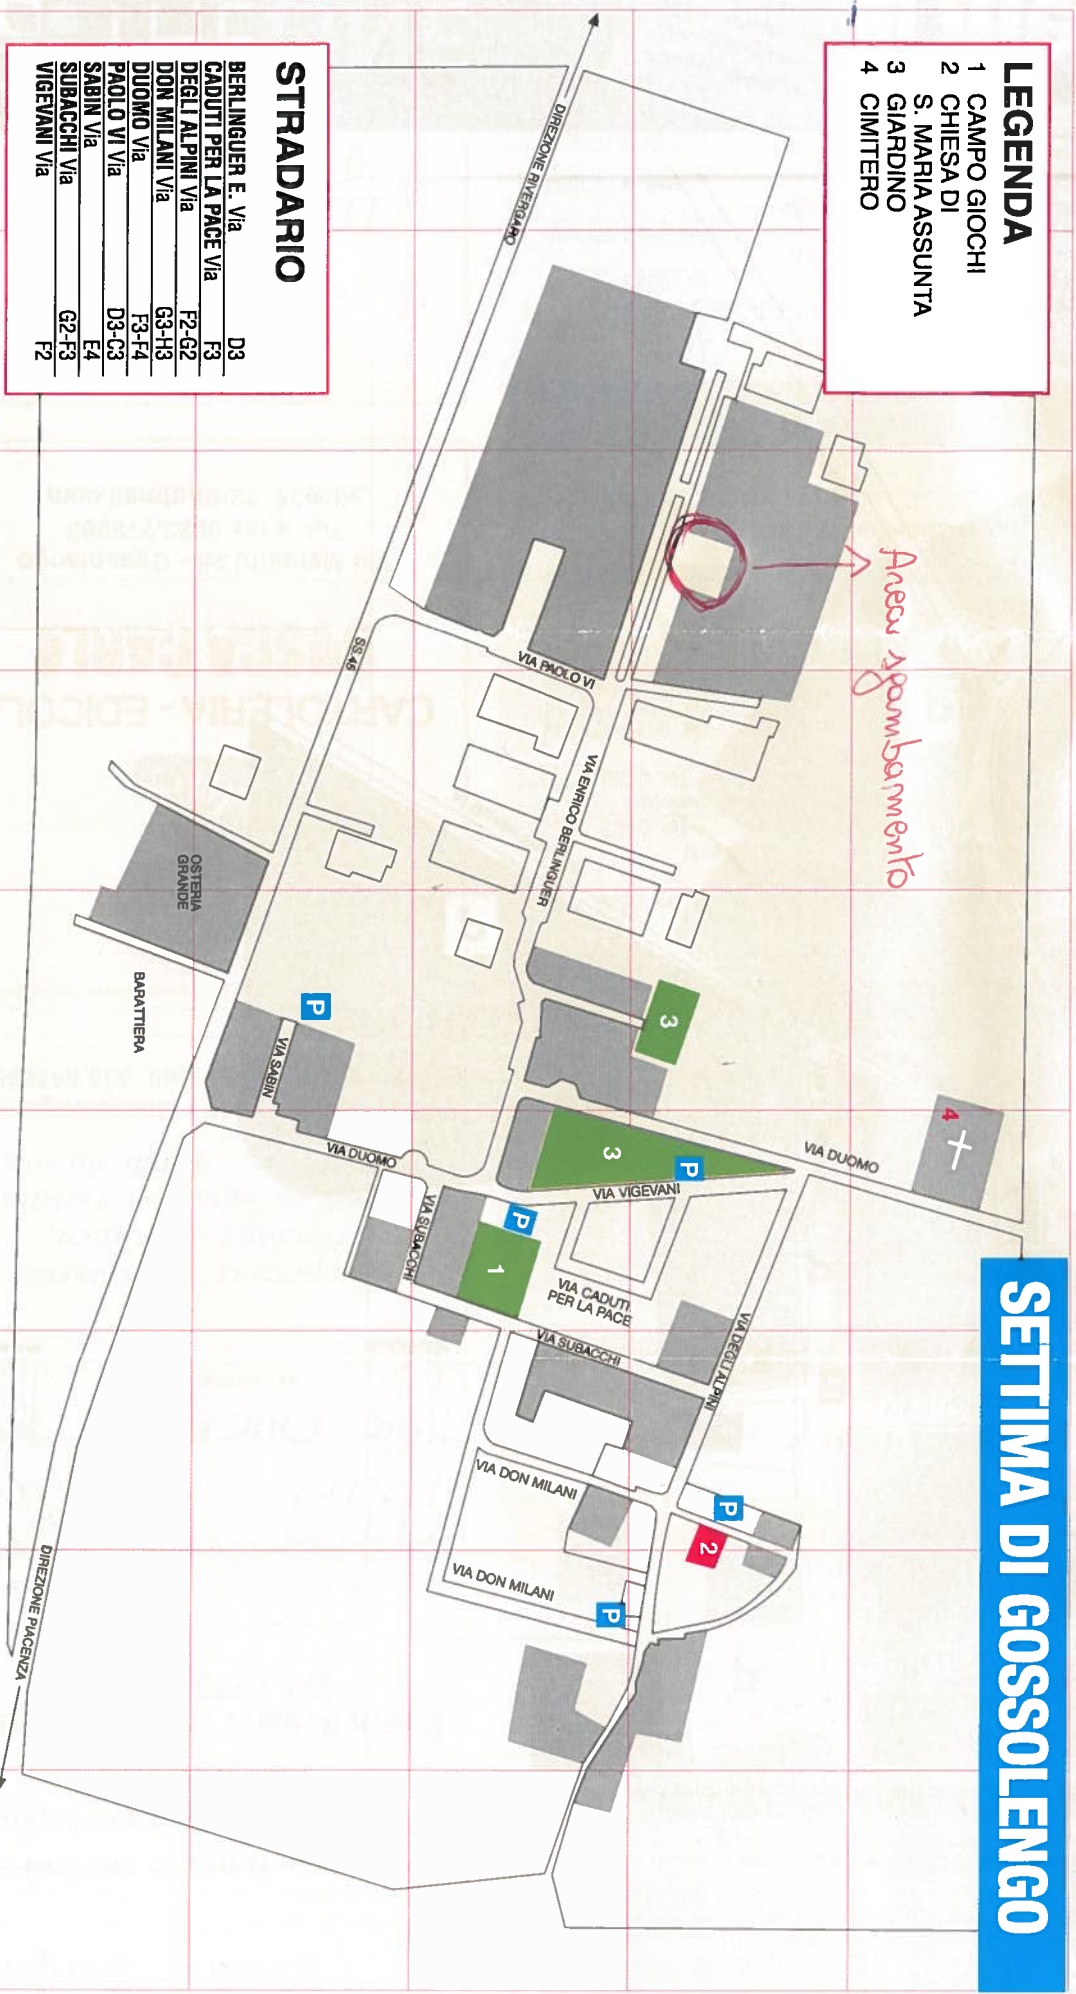 LEGENDA
1 CAMPO GIOCHI
2 CHIESA DI
S. MARIA ASSUNTA
3 GIARDINO
4 CIMITERO
SETTIMA DI GOSSOLENGO
STRADARIO
BERLINGUER E. Via D3
CADUTI PER LA PACE Via F3
DEGLI ALPINI Via F2-G2
DON MILANI Via G3-H3
DUOMO Via F3-F4
PAOLO VI Via D3-C3
SABIN Via E4
SUBACCHI Via G2-F3
VIGEVANI Via F2
Area sgambamento
DIREZIONE RIVERGARO
SS.45
VIA PAOLO VI
VIA ENRICO BERLINGUER
OSTERIA
GRANDE
BARATTIERA
P
VIA SABIN
VIA DUOMO
3
3
P
VIA VIGEVANI
VIA DUOMO
4
VIA SUBACCHI
P
1
VIA CADUTI
PER LA PACE
VIA SUBACCHI
VIA DEGLI ALPINI
VIA DON MILANI
P
2
VIA DON MILANI
P
DIREZIONE PIACENZA
CARTOLERIA - EDICOL